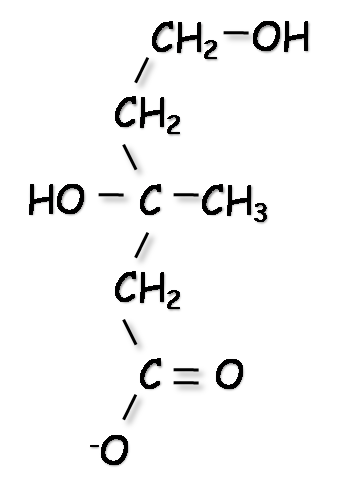 CH₂–OH
CH₂
HO – C – CH₃
CH₂
C = O
⁻O